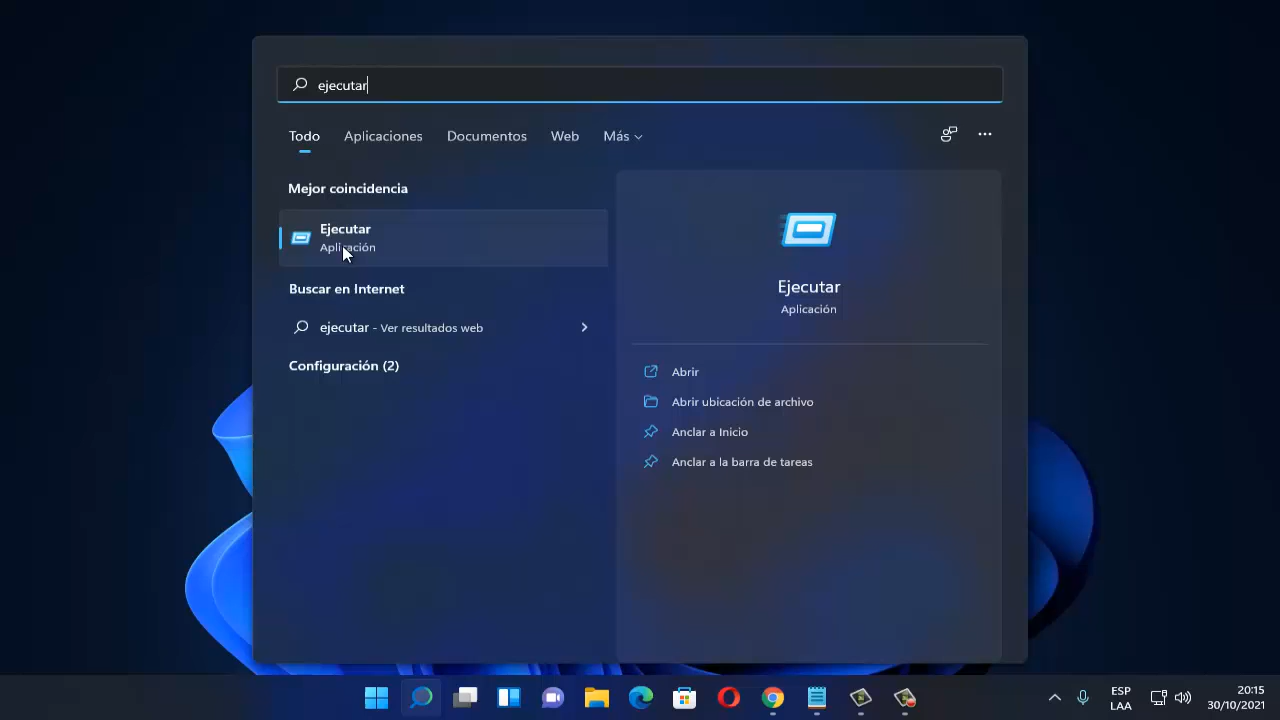 ejecutar
Todo Aplicaciones Documentos Web Más
Mejor coincidencia
Ejecutar
Aplicación
Buscar en Internet
ejecutar - Ver resultados web
Configuración (2)
Ejecutar
Aplicación
Abrir
Abrir ubicación de archivo
Anclar a Inicio
Anclar a la barra de tareas
ESP
LAA
20:15
30/10/2021